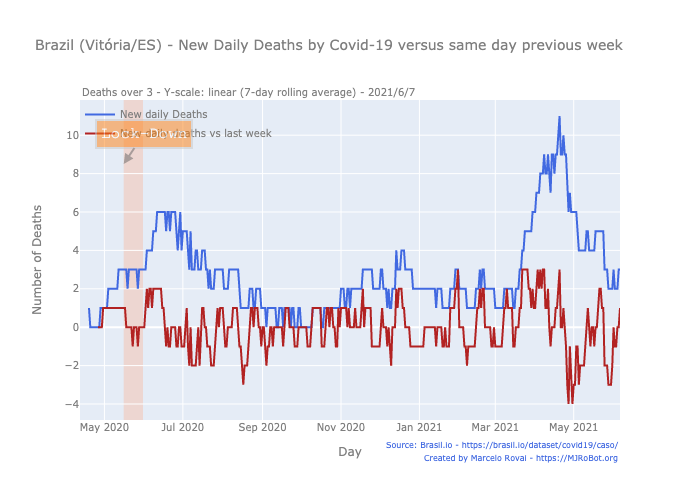 Brazil (Vitória/ES) - New Daily Deaths by Covid-19 versus same day previous week
Deaths over 3 - Y-scale: linear (7-day rolling average) - 2021/6/7
New daily Deaths
Lock-Down
New daily Deaths vs last week
Number of Deaths
10
8
6
4
2
0
−2
−4
May 2020
Jul 2020
Sep 2020
Nov 2020
Jan 2021
Mar 2021
May 2021
Day
Source: Brasil.io - https://brasil.io/dataset/covid19/caso/
Created by Marcelo Rovai - https://MJRoBot.org